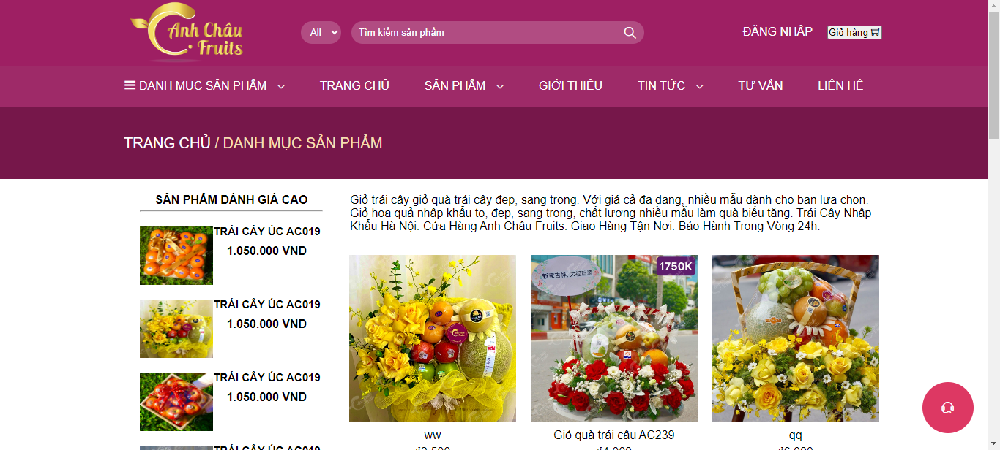 Anh Châu
Fruits
All
Tìm kiếm sản phẩm
ĐĂNG NHẬP
Giỏ hàng
DANH MỤC SẢN PHẨM
TRANG CHỦ
SẢN PHẨM
GIỚI THIỆU
TIN TỨC
TƯ VẤN
LIÊN HỆ
TRANG CHỦ / DANH MỤC SẢN PHẨM
SẢN PHẨM ĐÁNH GIÁ CAO
TRÁI CÂY ÚC AC019
1.050.000 VND
TRÁI CÂY ÚC AC019
1.050.000 VND
TRÁI CÂY ÚC AC019
1.050.000 VND
TRÁI CÂY ÚC AC019
Giỏ trái cây giỏ quà trái cây đẹp, sang trọng. Với giá cả đa dạng, nhiều mẫu dành cho bạn lựa chọn.
Giỏ hoa quả nhập khẩu to, đẹp, sang trọng, chất lượng nhiều mẫu làm quà biếu tặng. Trái Cây Nhập
Khẩu Hà Nội. Cửa Hàng Anh Châu Fruits. Giao Hàng Tận Nơi. Bảo Hành Trong Vòng 24h.
Anh Châu
1750K
ww
Giỏ quà trái câu AC239
qq